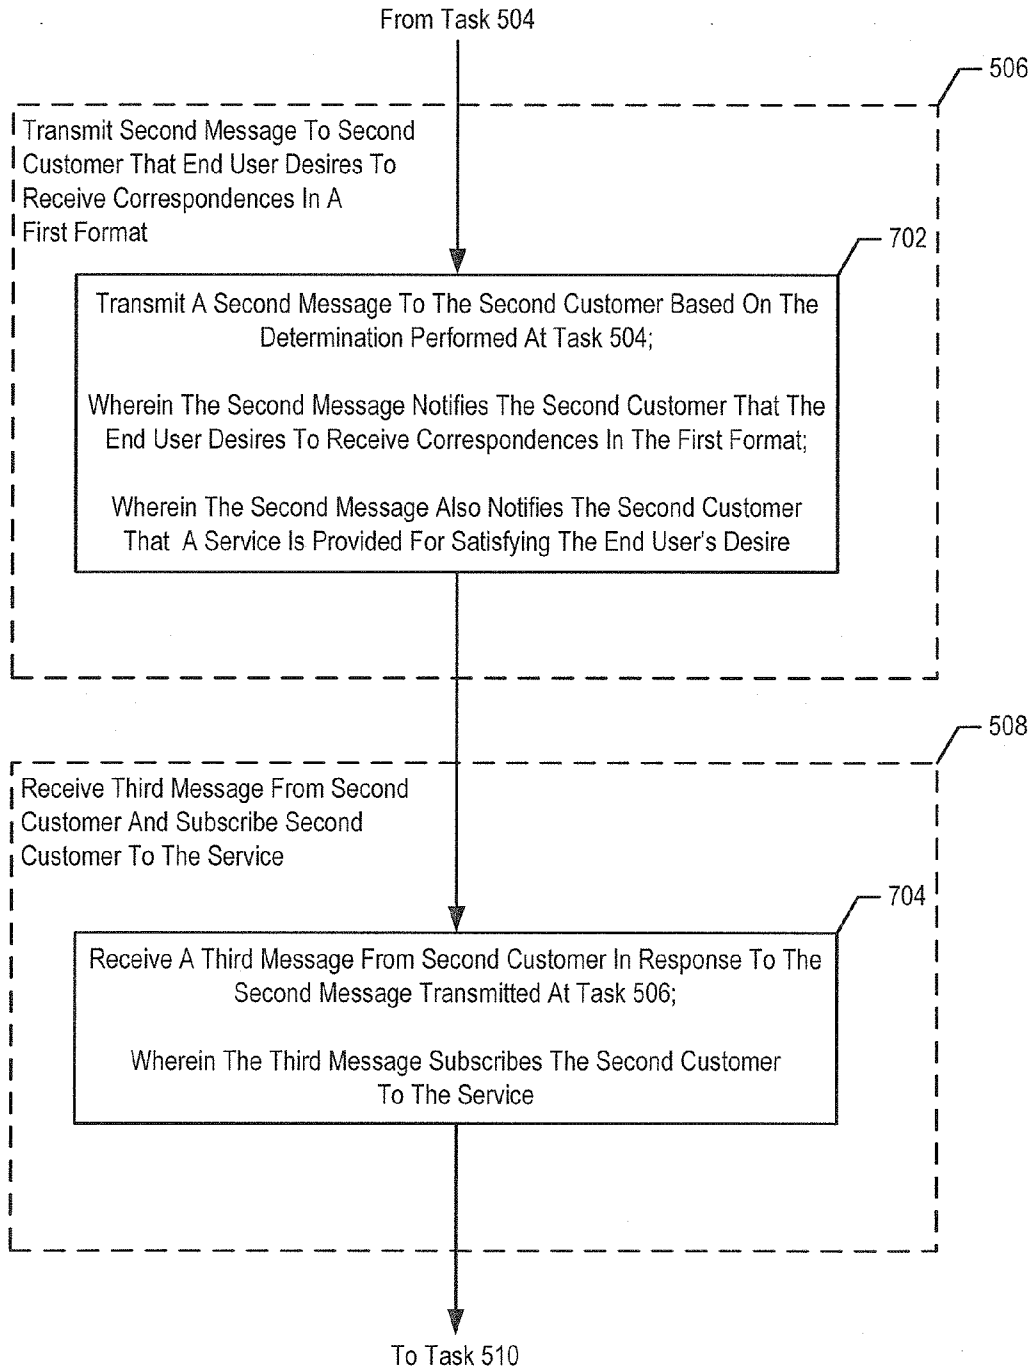 From Task 504
506
Transmit Second Message To Second
Customer That End User Desires To
Receive Correspondences In A
First Format
702
Transmit A Second Message To The Second Customer Based On The
Determination Performed At Task 504;
Wherein The Second Message Notifies The Second Customer That The
End User Desires To Receive Correspondences In The First Format;
Wherein The Second Message Also Notifies The Second Customer
That A Service Is Provided For Satisfying The End User's Desire
508
Receive Third Message From Second
Customer And Subscribe Second
Customer To The Service
704
Receive A Third Message From Second Customer In Response To The
Second Message Transmitted At Task 506;
Wherein The Third Message Subscribes The Second Customer
To The Service
To Task 510